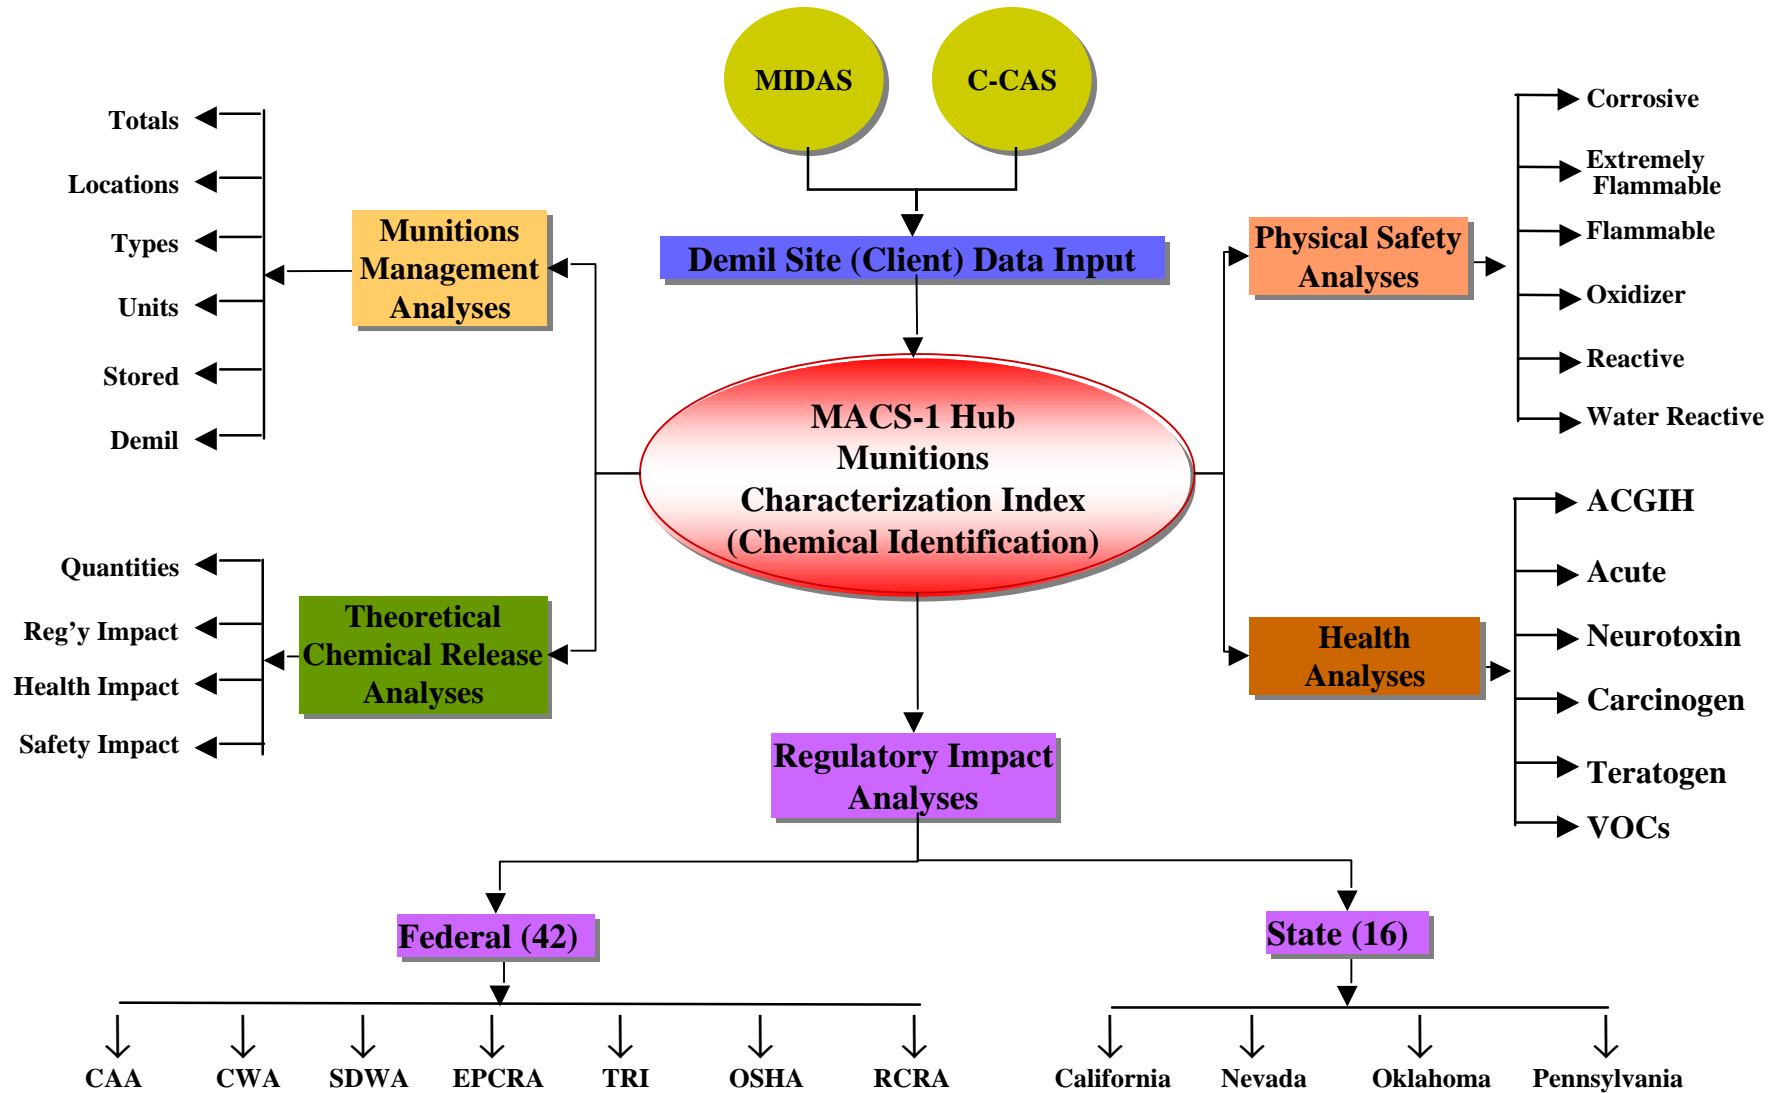 MIDAS
C-CAS
Demil Site (Client) Data Input
Totals
Locations
Types
Units
Stored
Demil
Munitions
Management
Analyses
Physical Safety
Analyses
Corrosive
Extremely
Flammable
Flammable
Oxidizer
Reactive
Water Reactive
MACS-1 Hub
Munitions
Characterization Index
(Chemical Identification)
Quantities
Reg’y Impact
Health Impact
Safety Impact
Theoretical
Chemical Release
Analyses
Health
Analyses
ACGIH
Acute
Neurotoxin
Carcinogen
Teratogen
VOCs
Regulatory Impact
Analyses
Federal (42)
State (16)
CAA
CWA
SDWA
EPCRA
TRI
OSHA
RCRA
California
Nevada
Oklahoma
Pennsylvania